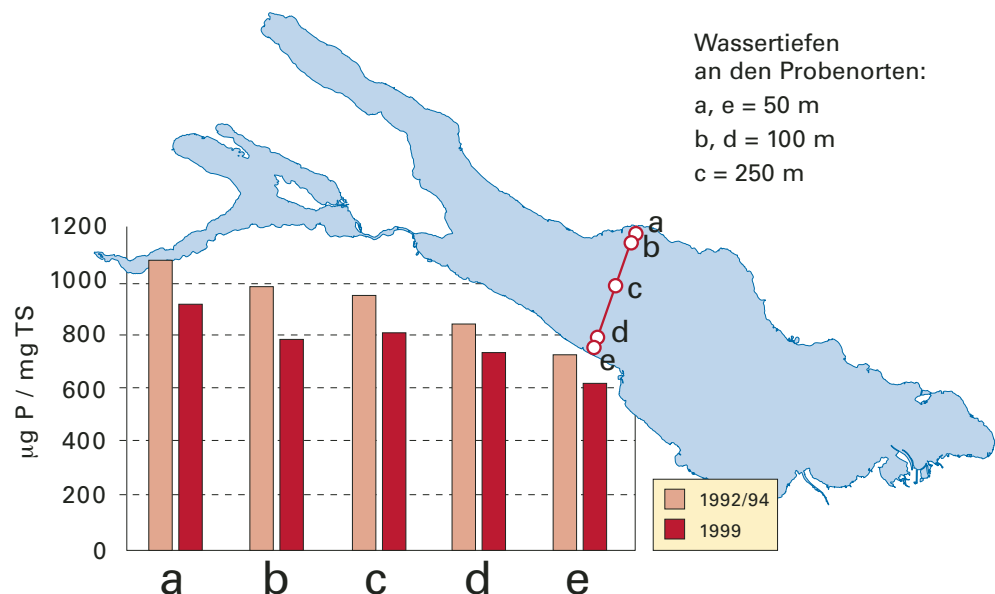 Wassertiefen
an den Probenorten:
a, e = 50 m
b, d = 100 m
c = 250 m
a
b
c
d
e
µg P / mg TS
1200
1000
800
600
400
200
0
a b c d e
1992/94
1999